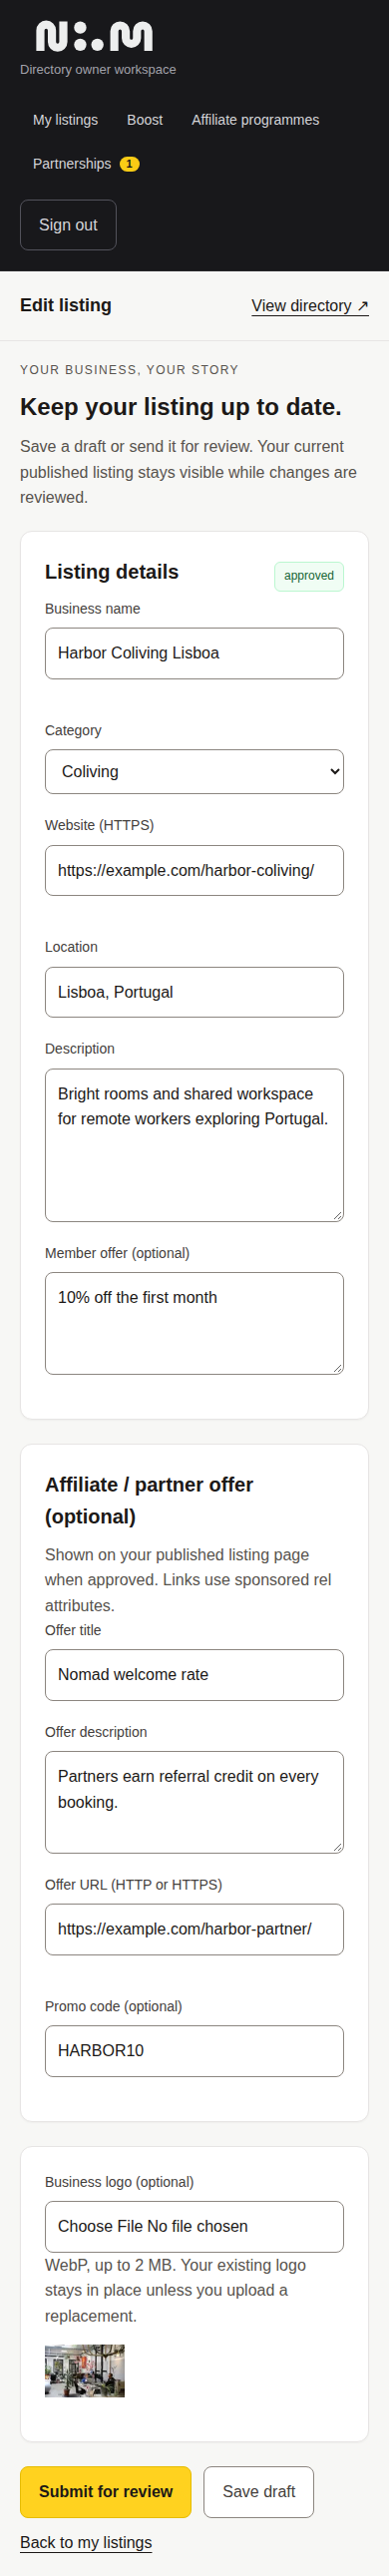 N:.M
Directory owner workspace
My listings Boost Affiliate programmes
Partnerships 1
Sign out
Edit listing View directory ↗
YOUR BUSINESS, YOUR STORY
Keep your listing up to date.
Save a draft or send it for review. Your current
published listing stays visible while changes are
reviewed.
Listing details approved
Business name
Harbor Coliving Lisboa
Category
Coliving
Website (HTTPS)
https://example.com/harbor-coliving/
Location
Lisboa, Portugal
Description
Bright rooms and shared workspace
for remote workers exploring Portugal.
Member offer (optional)
10% off the first month
Affiliate / partner offer
(optional)
Shown on your published listing page
when approved. Links use sponsored rel
attributes.
Offer title
Nomad welcome rate
Offer description
Partners earn referral credit on every
booking.
Offer URL (HTTP or HTTPS)
https://example.com/harbor-partner/
Promo code (optional)
HARBOR10
Business logo (optional)
Choose File No file chosen
WebP, up to 2 MB. Your existing logo
stays in place unless you upload a
replacement.
Submit for review Save draft
Back to my listings